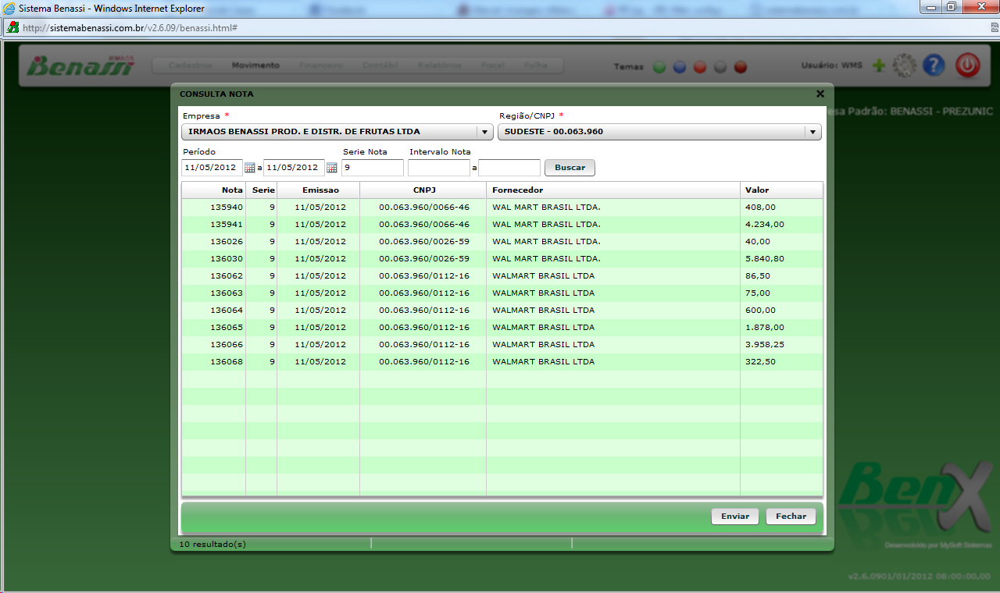 Sistema Benassi - Windows Internet Explorer
http://sistemabenassi.com.br/v2.6.09/benassi.html#
IRMÃOS
Benassi
Cadastros Movimento Financeiro Contábil Relatórios Fiscal Folha
Temas
Usuário: WMS
CONSULTA NOTA
esa Padrão: BENASSI - PREZUNIC
Empresa * Região/CNPJ *
IRMAOS BENASSI PROD. E DISTR. DE FRUTAS LTDA SUDESTE - 00.063.960
Período Serie Nota Intervalo Nota
11/05/2012 a 11/05/2012 9 a Buscar
Nota Serie Emissao CNPJ Fornecedor Valor
135940 9 11/05/2012 00.063.960/0066-46 WAL MART BRASIL LTDA. 408,00
135941 9 11/05/2012 00.063.960/0066-46 WAL MART BRASIL LTDA. 4.234,00
136026 9 11/05/2012 00.063.960/0026-59 WAL MART BRASIL LTDA. 40,00
136030 9 11/05/2012 00.063.960/0026-59 WAL MART BRASIL LTDA. 5.840,80
136062 9 11/05/2012 00.063.960/0112-16 WALMART BRASIL LTDA 86,50
136063 9 11/05/2012 00.063.960/0112-16 WALMART BRASIL LTDA 75,00
136064 9 11/05/2012 00.063.960/0112-16 WALMART BRASIL LTDA 600,00
136065 9 11/05/2012 00.063.960/0112-16 WALMART BRASIL LTDA 1.878,00
136066 9 11/05/2012 00.063.960/0112-16 WALMART BRASIL LTDA 3.958,25
136068 9 11/05/2012 00.063.960/0112-16 WALMART BRASIL LTDA 322,50
BenX
Enviar Fechar
10 resultado(s)
Desenvolvido por MySoft Sistemas
v2.6.0901/01/2012 08:00:00,00